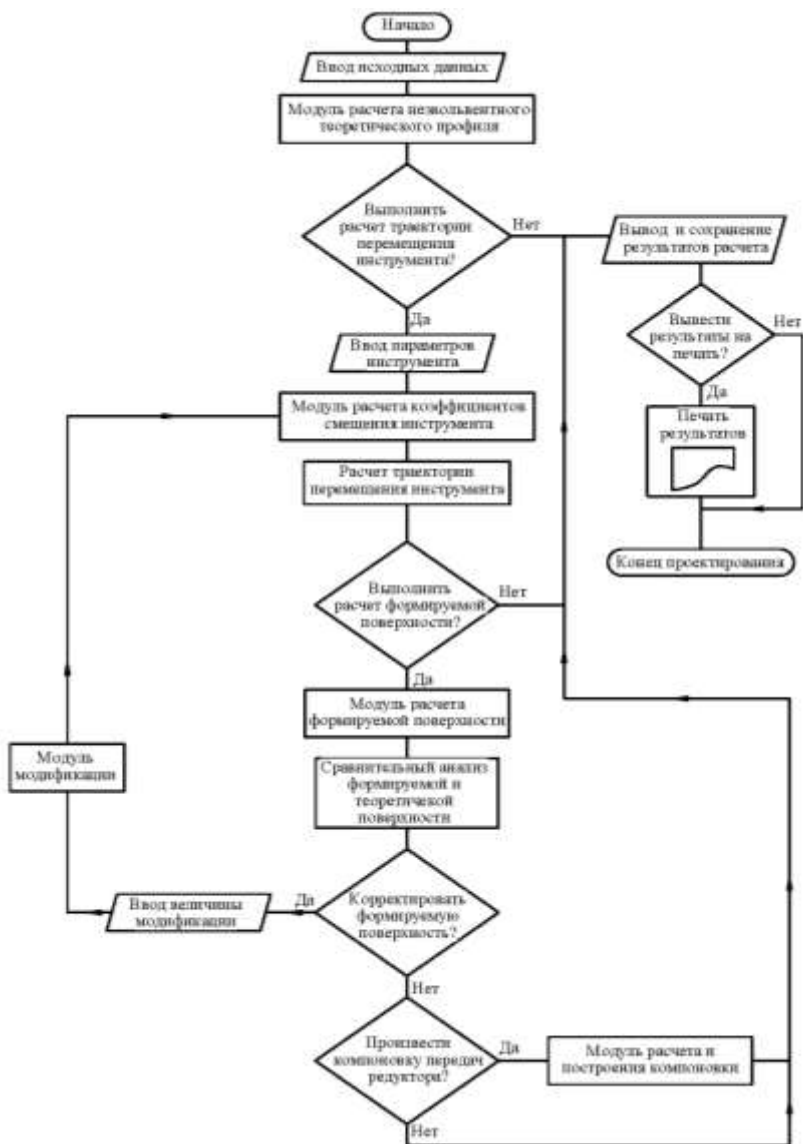 Начало
Ввод исходных данных
Модуль расчета неэвольвентного
теоретического профиля
Выполнить
расчет траектории
перемещения
инструмента?
Нет
Да
Вывод и сохранение
результатов расчета
Вывести
результаты на
печать?
Нет
Да
Печать
результатов
Конец проектирования
Ввод параметров
инструмента
Модуль расчета коэффициентов
смещения инструмента
Расчет траектории
перемещения инструмента
Выполнить
расчет формируемой
поверхности?
Нет
Да
Модуль расчета
формируемой поверхности
Модуль
модификации
Сравнительный анализ
формируемой и
теоретичекой
поверхности
Ввод величины
модификации
Да
Корректировать
формируемую
поверхность?
Нет
Произвести
компоновку передач
редуктора?
Да
Модуль расчета и
построения компоновки
Нет